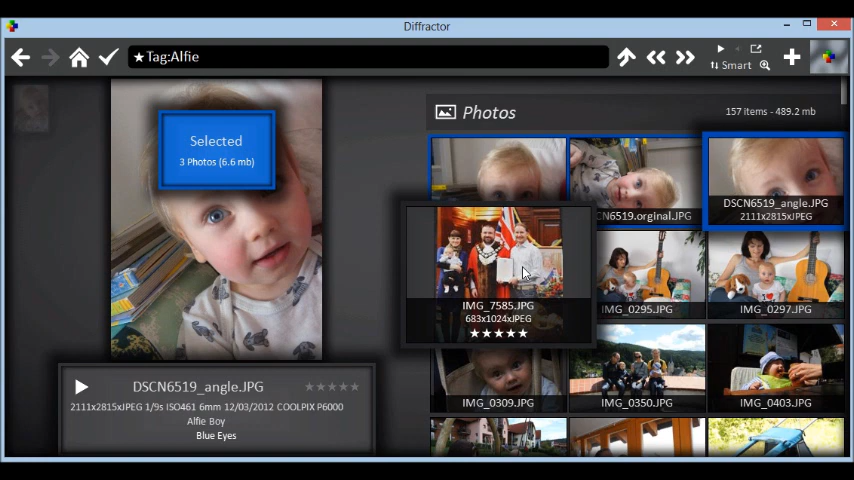 Diffractor
★Tag:Alfie
Smart
Selected
3 Photos (6.6 mb)
Photos
157 items - 489.2 mb
CN6519.orginal.JPG
DSCN6519_angle.JPG
2111x2815xJPEG
IMG_7585.JPG
683x1024xJPEG
★★★★★
IMG_0295.JPG
IMG_0297.JPG
IMG_0309.JPG
IMG_0350.JPG
IMG_0403.JPG
DSCN6519_angle.JPG
★★★★★
2111x2815xJPEG 1/9s ISO461 6mm 12/03/2012 COOLPIX P6000
Alfie Boy
Blue Eyes